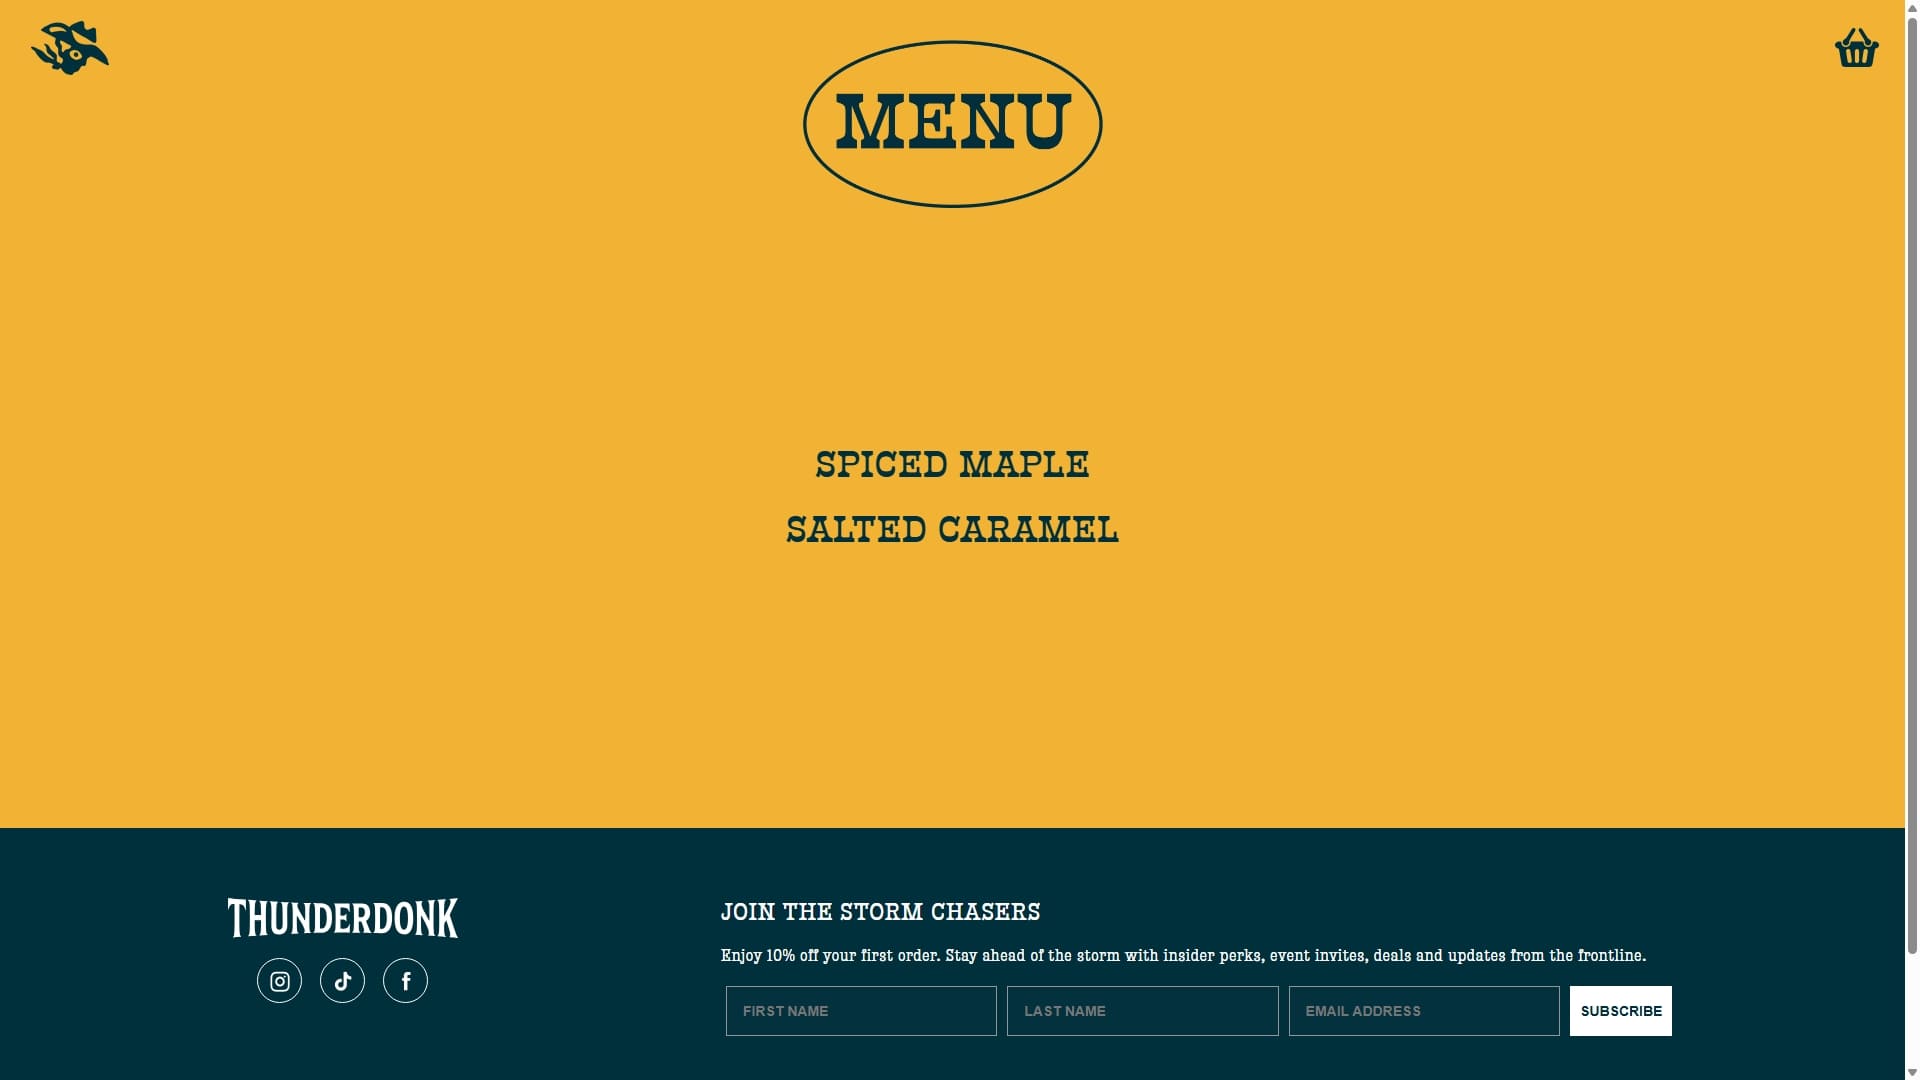 MENU
SPICED MAPLE
SALTED CARAMEL
THUNDERDONK
JOIN THE STORM CHASERS
Enjoy 10% off your first order. Stay ahead of the storm with insider perks, event invites, deals and updates from the frontline.
FIRST NAME LAST NAME EMAIL ADDRESS SUBSCRIBE